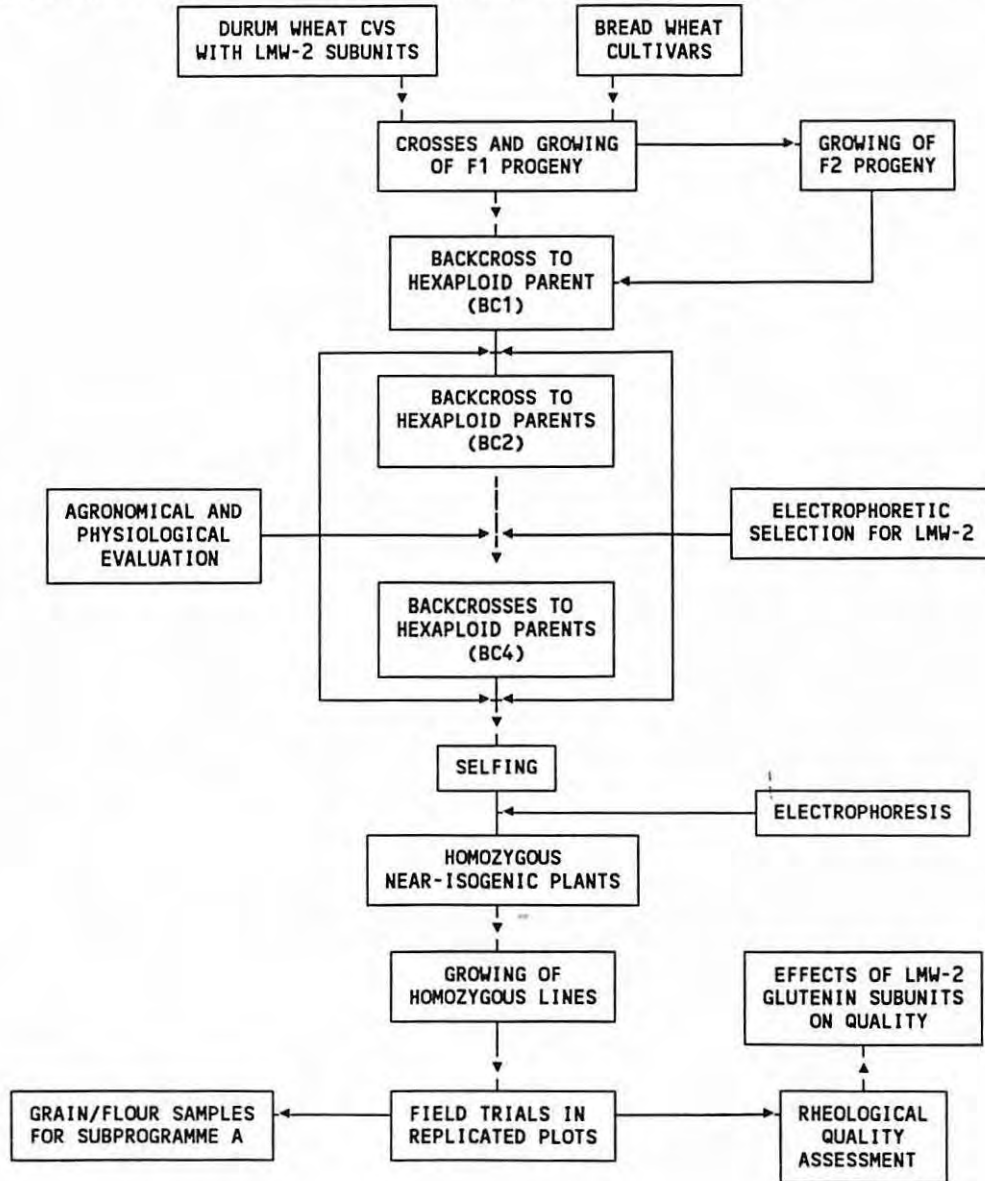 DURUM WHEAT CVS
WITH LMW-2 SUBUNITS
BREAD WHEAT
CULTIVARS
CROSSES AND GROWING
OF F1 PROGENY
GROWING OF
F2 PROGENY
BACKCROSS TO
HEXAPLOID PARENT
(BC1)
BACKCROSS TO
HEXAPLOID PARENTS
(BC2)
AGRONOMICAL AND
PHYSIOLOGICAL
EVALUATION
ELECTROPHORETIC
SELECTION FOR LMW-2
BACKCROSSES TO
HEXAPLOID PARENTS
(BC4)
SELFING
ELECTROPHORESIS
HOMOZYGOUS
NEAR-ISOGENIC PLANTS
GROWING OF
HOMOZYGOUS LINES
EFFECTS OF LMW-2
GLUTENIN SUBUNITS
ON QUALITY
GRAIN/FLOUR SAMPLES
FOR SUBPROGRAMME A
FIELD TRIALS IN
REPLICATED PLOTS
RHEOLOGICAL
QUALITY
ASSESSMENT